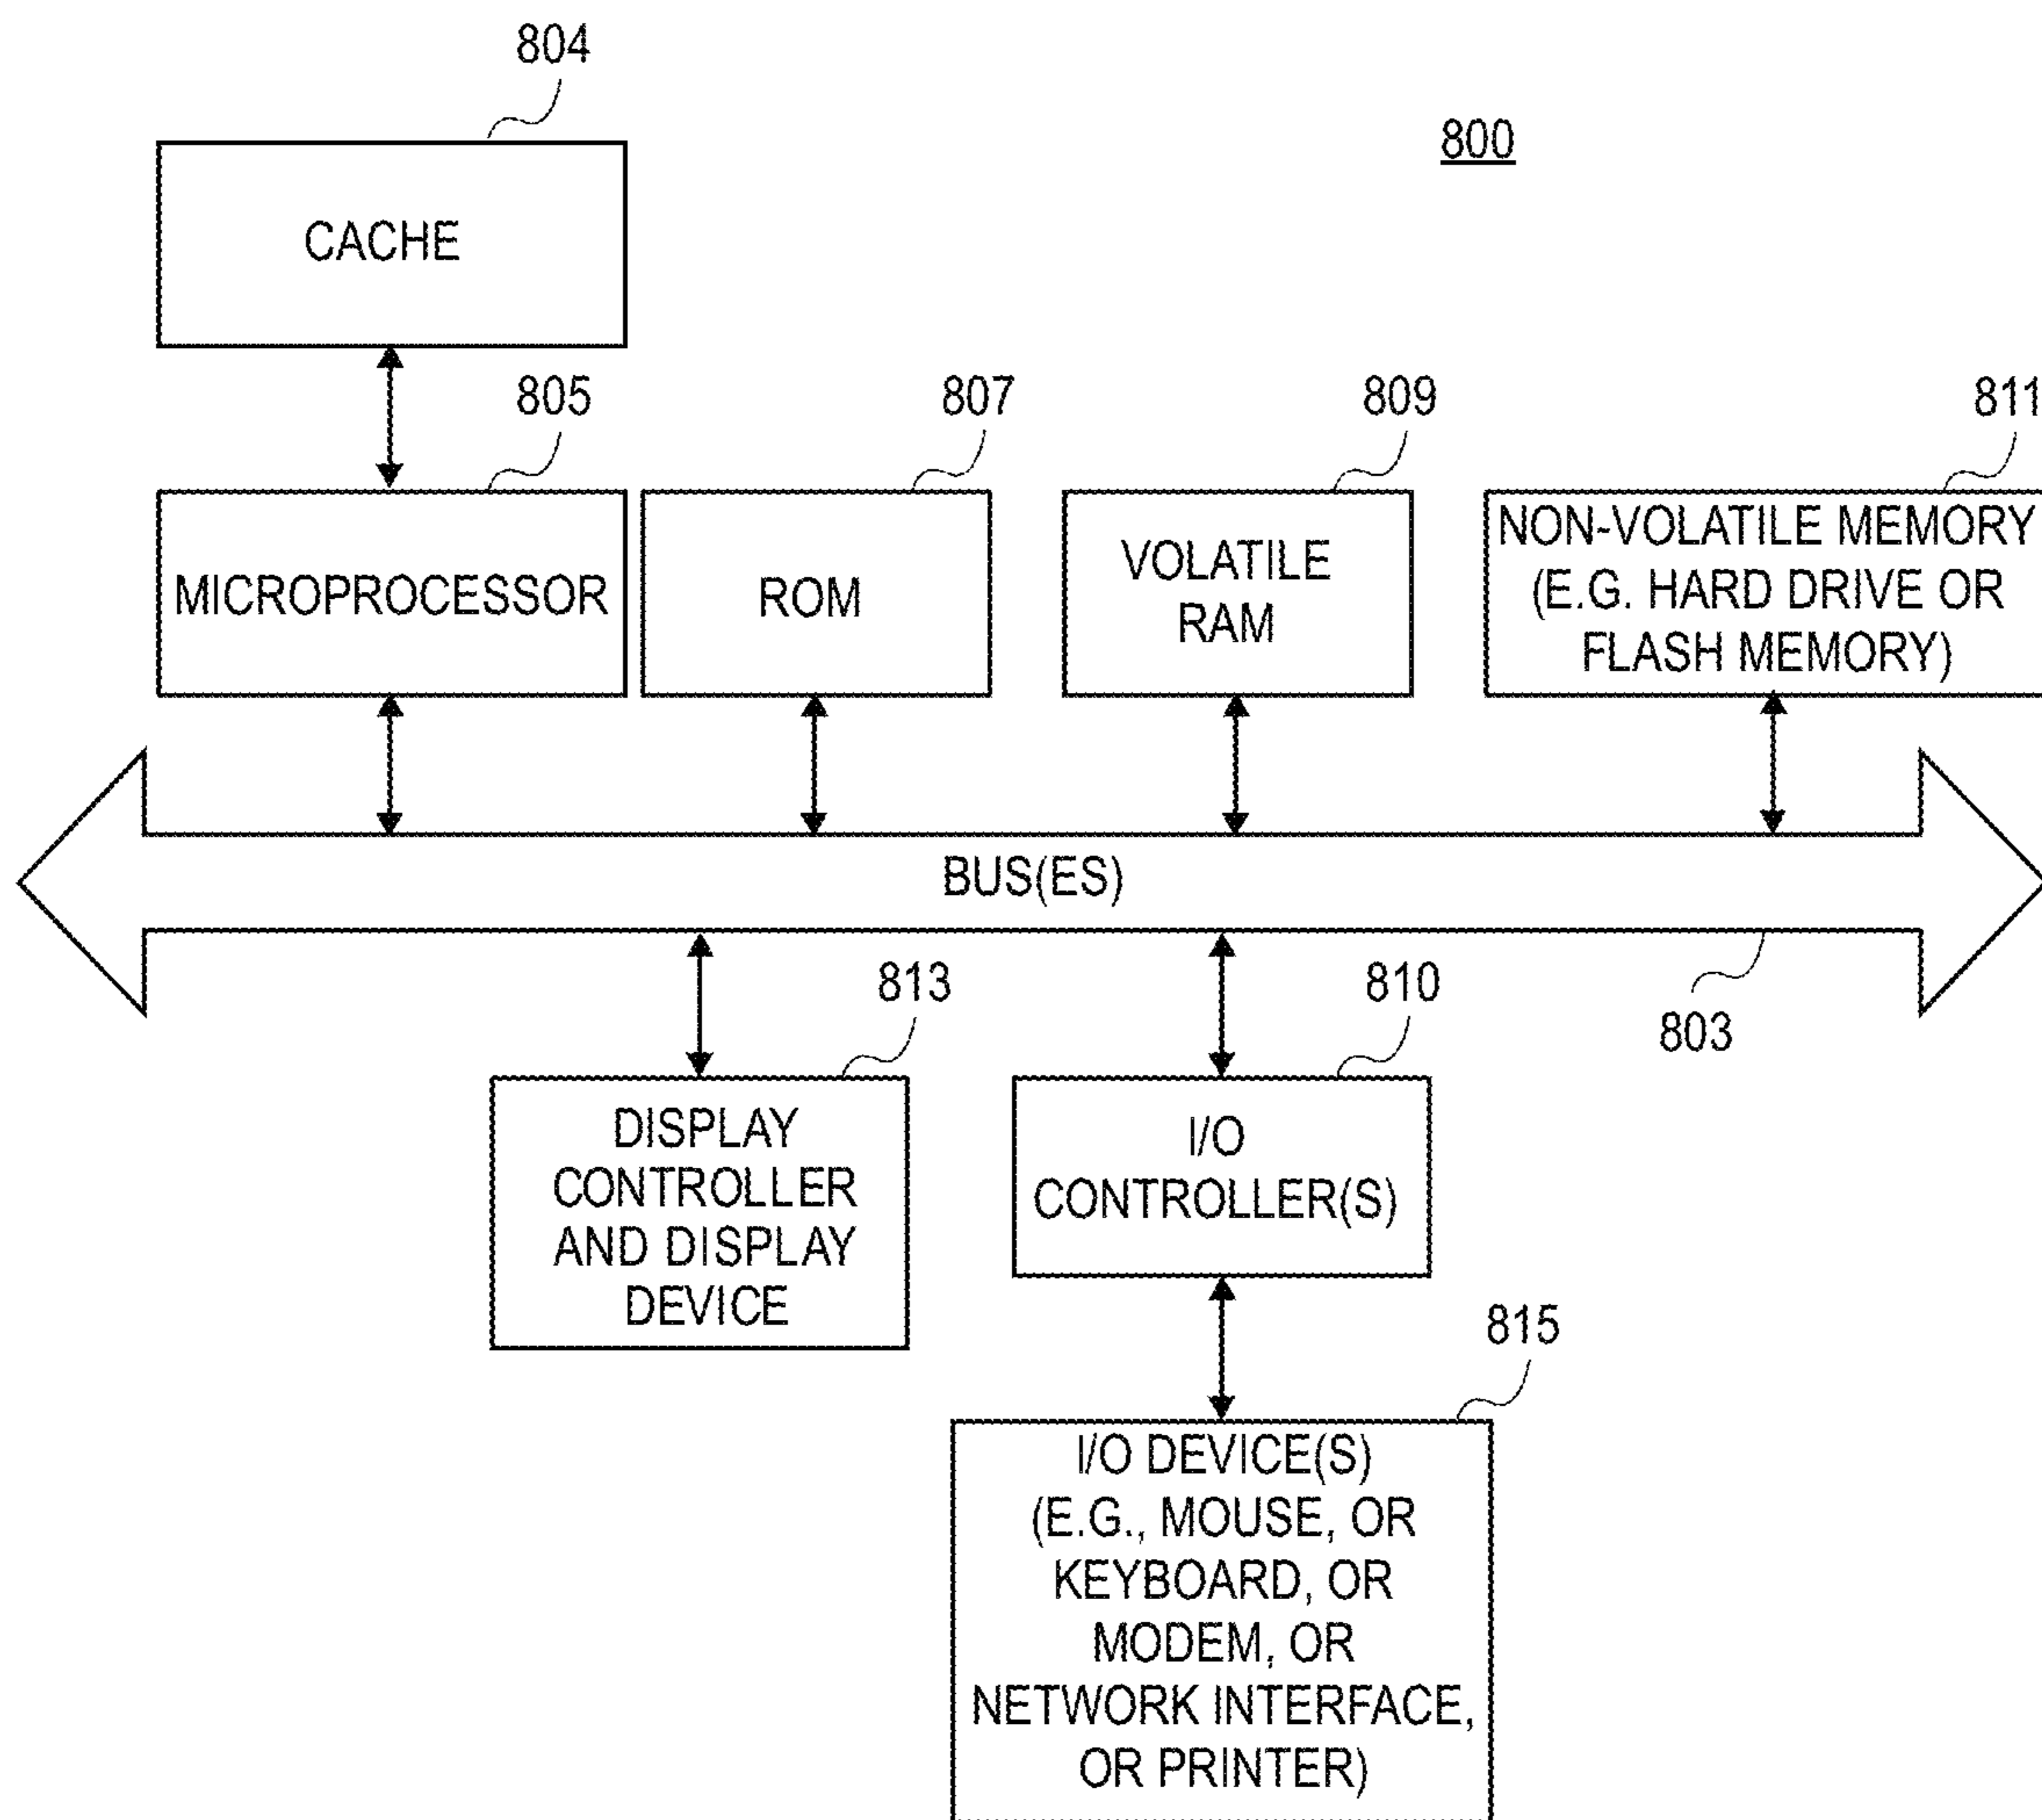 804
800
CACHE
805
807
809
811
MICROPROCESSOR
ROM
VOLATILE
RAM
NON-VOLATILE MEMORY
(E.G. HARD DRIVE OR
FLASH MEMORY)
BUS(ES)
813
810
803
DISPLAY
CONTROLLER
AND DISPLAY
DEVICE
I/O
CONTROLLER(S)
815
I/O DEVICE(S)
(E.G., MOUSE, OR
KEYBOARD, OR
MODEM, OR
NETWORK INTERFACE,
OR PRINTER)